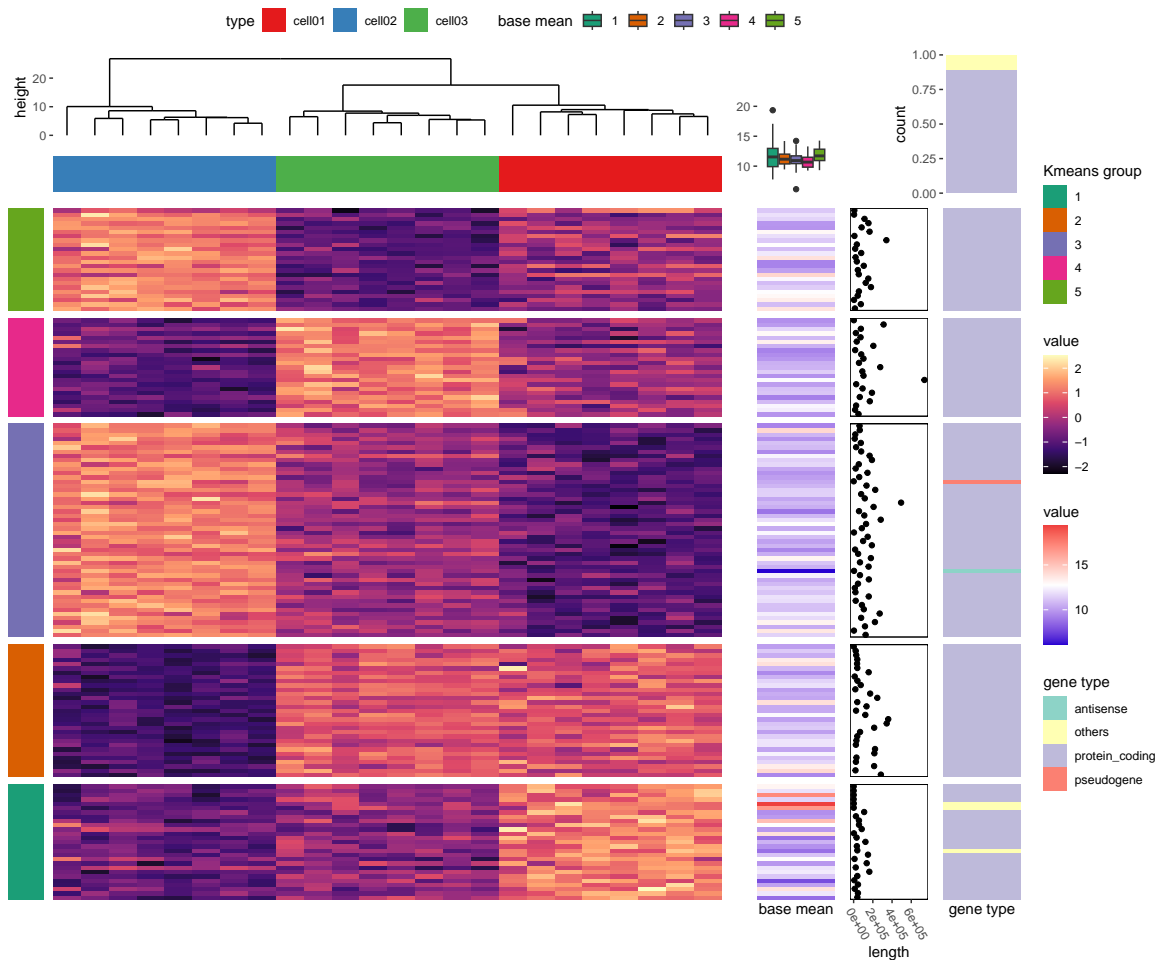 type cell01 cell02 cell03 base mean 1 2 3 4 5
height
20
10
0
20
15
10
count
1.00
0.75
0.50
0.25
0.00
Kmeans group
1
2
3
4
5
value
2
1
0
−1
−2
value
15
10
gene type
antisense
others
protein_coding
pseudogene
base mean
0e+00
2e+05
4e+05
6e+05
length
gene type